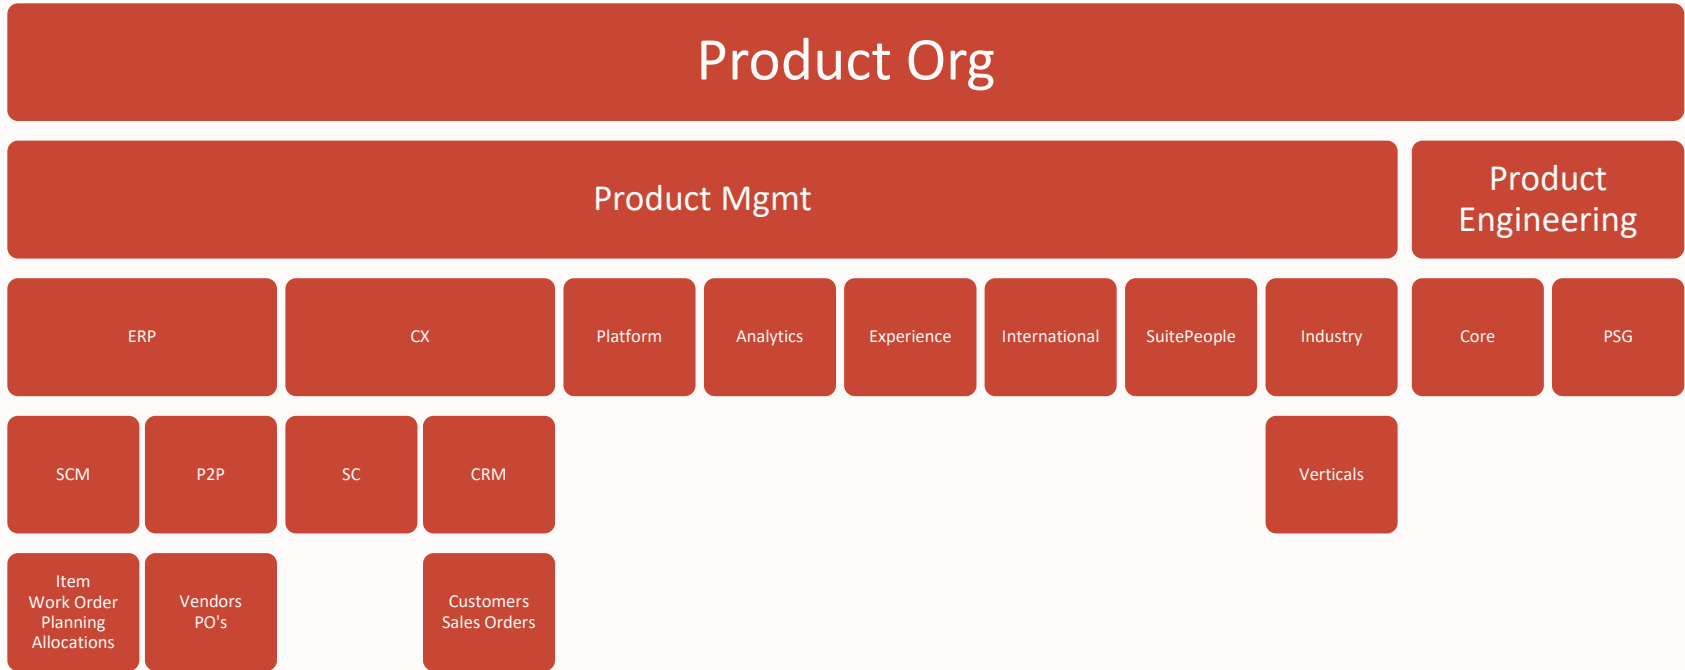 Product Org
Product Mgmt
Product
Engineering
ERP
CX
Platform
Analytics
Experience
International
SuitePeople
Industry
Core
PSG
SCM
P2P
SC
CRM
Verticals
Item
Work Order
Planning
Allocations
Vendors
PO's
Customers
Sales Orders